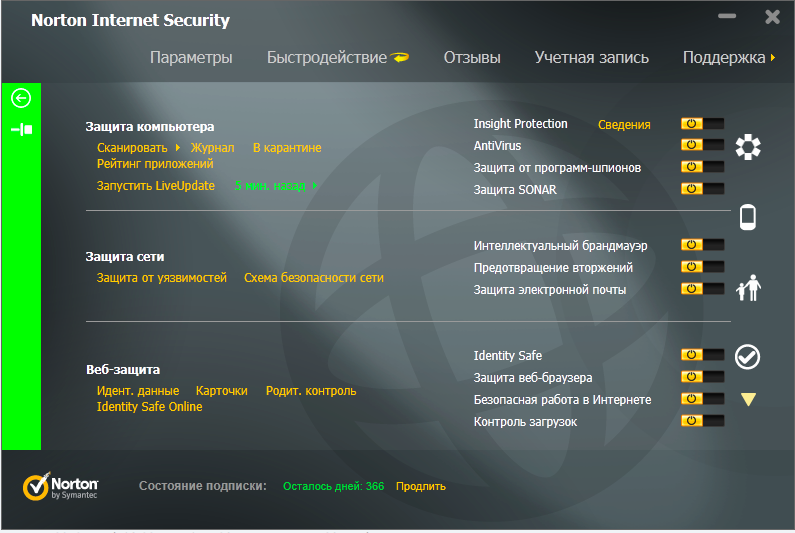 Norton Internet Security
Параметры Быстродействие Отзывы Учетная запись Поддержка
Защита компьютера
Сканировать Журнал В карантине
Рейтинг приложений
Запустить LiveUpdate 5 мин. назад
Insight Protection Сведения
AntiVirus
Защита от программ-шпионов
Защита SONAR
Защита сети
Защита от уязвимостей Схема безопасности сети
Интеллектуальный брандмауэр
Предотвращение вторжений
Защита электронной почты
Веб-защита
Идент. данные Карточки Родит. контроль
Identity Safe Online
Identity Safe
Защита веб-браузера
Безопасная работа в Интернете
Контроль загрузок
Norton
by Symantec
Состояние подписки: Осталось дней: 366 Продлить